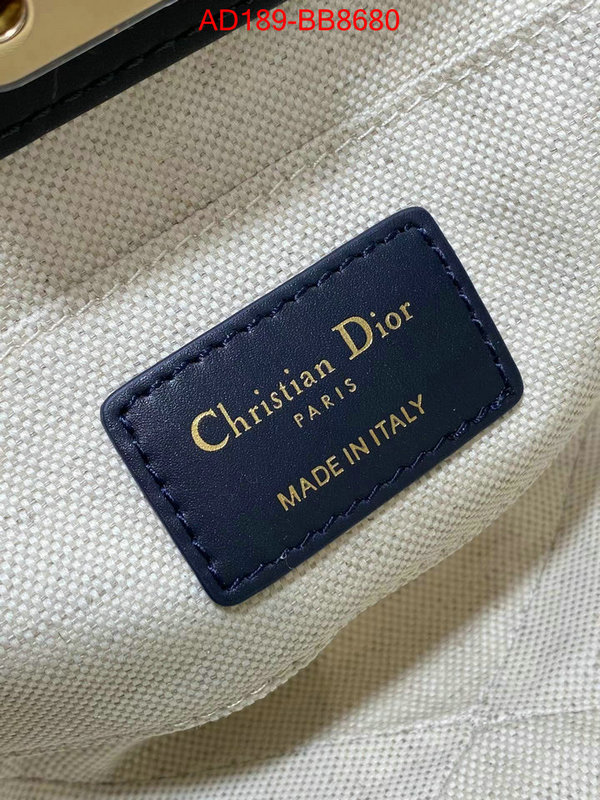 AD189-BB8680
Christian Dior
PARIS
MADE IN ITALY